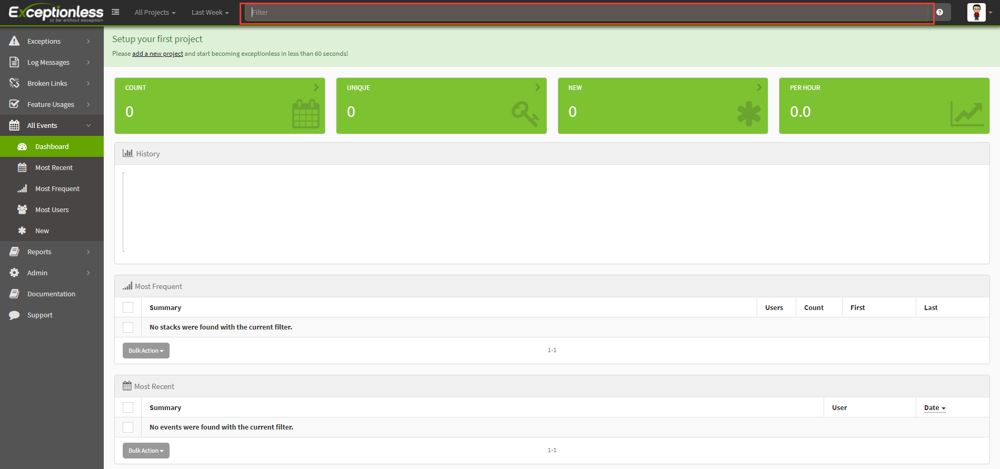 Exceptionless
to be without exception
All Projects
Last Week
Filter
Exceptions
Log Messages
Broken Links
Feature Usages
All Events
Dashboard
Most Recent
Most Frequent
Most Users
New
Reports
Admin
Documentation
Support
Setup your first project
Please add a new project and start becoming exceptionless in less than 60 seconds!
COUNT
0
UNIQUE
0
NEW
0
PER HOUR
0.0
History
Most Frequent
Summary Users Count First Last
No stacks were found with the current filter.
Bulk Action 1-1
Most Recent
Summary User Date
No events were found with the current filter.
Bulk Action 1-1